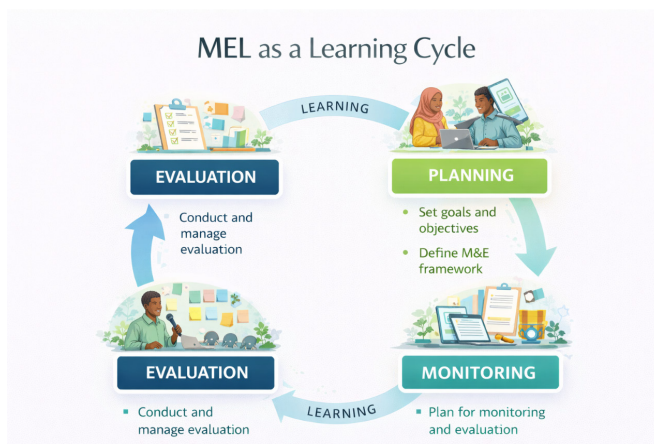 MEL as a Learning Cycle
LEARNING
EVALUATION
Conduct and
manage
evaluation
PLANNING
Set goals and
objectives
Define M&E
framework
EVALUATION
Conduct and
manage evaluation
LEARNING
MONITORING
Plan for monitoring
and evaluation